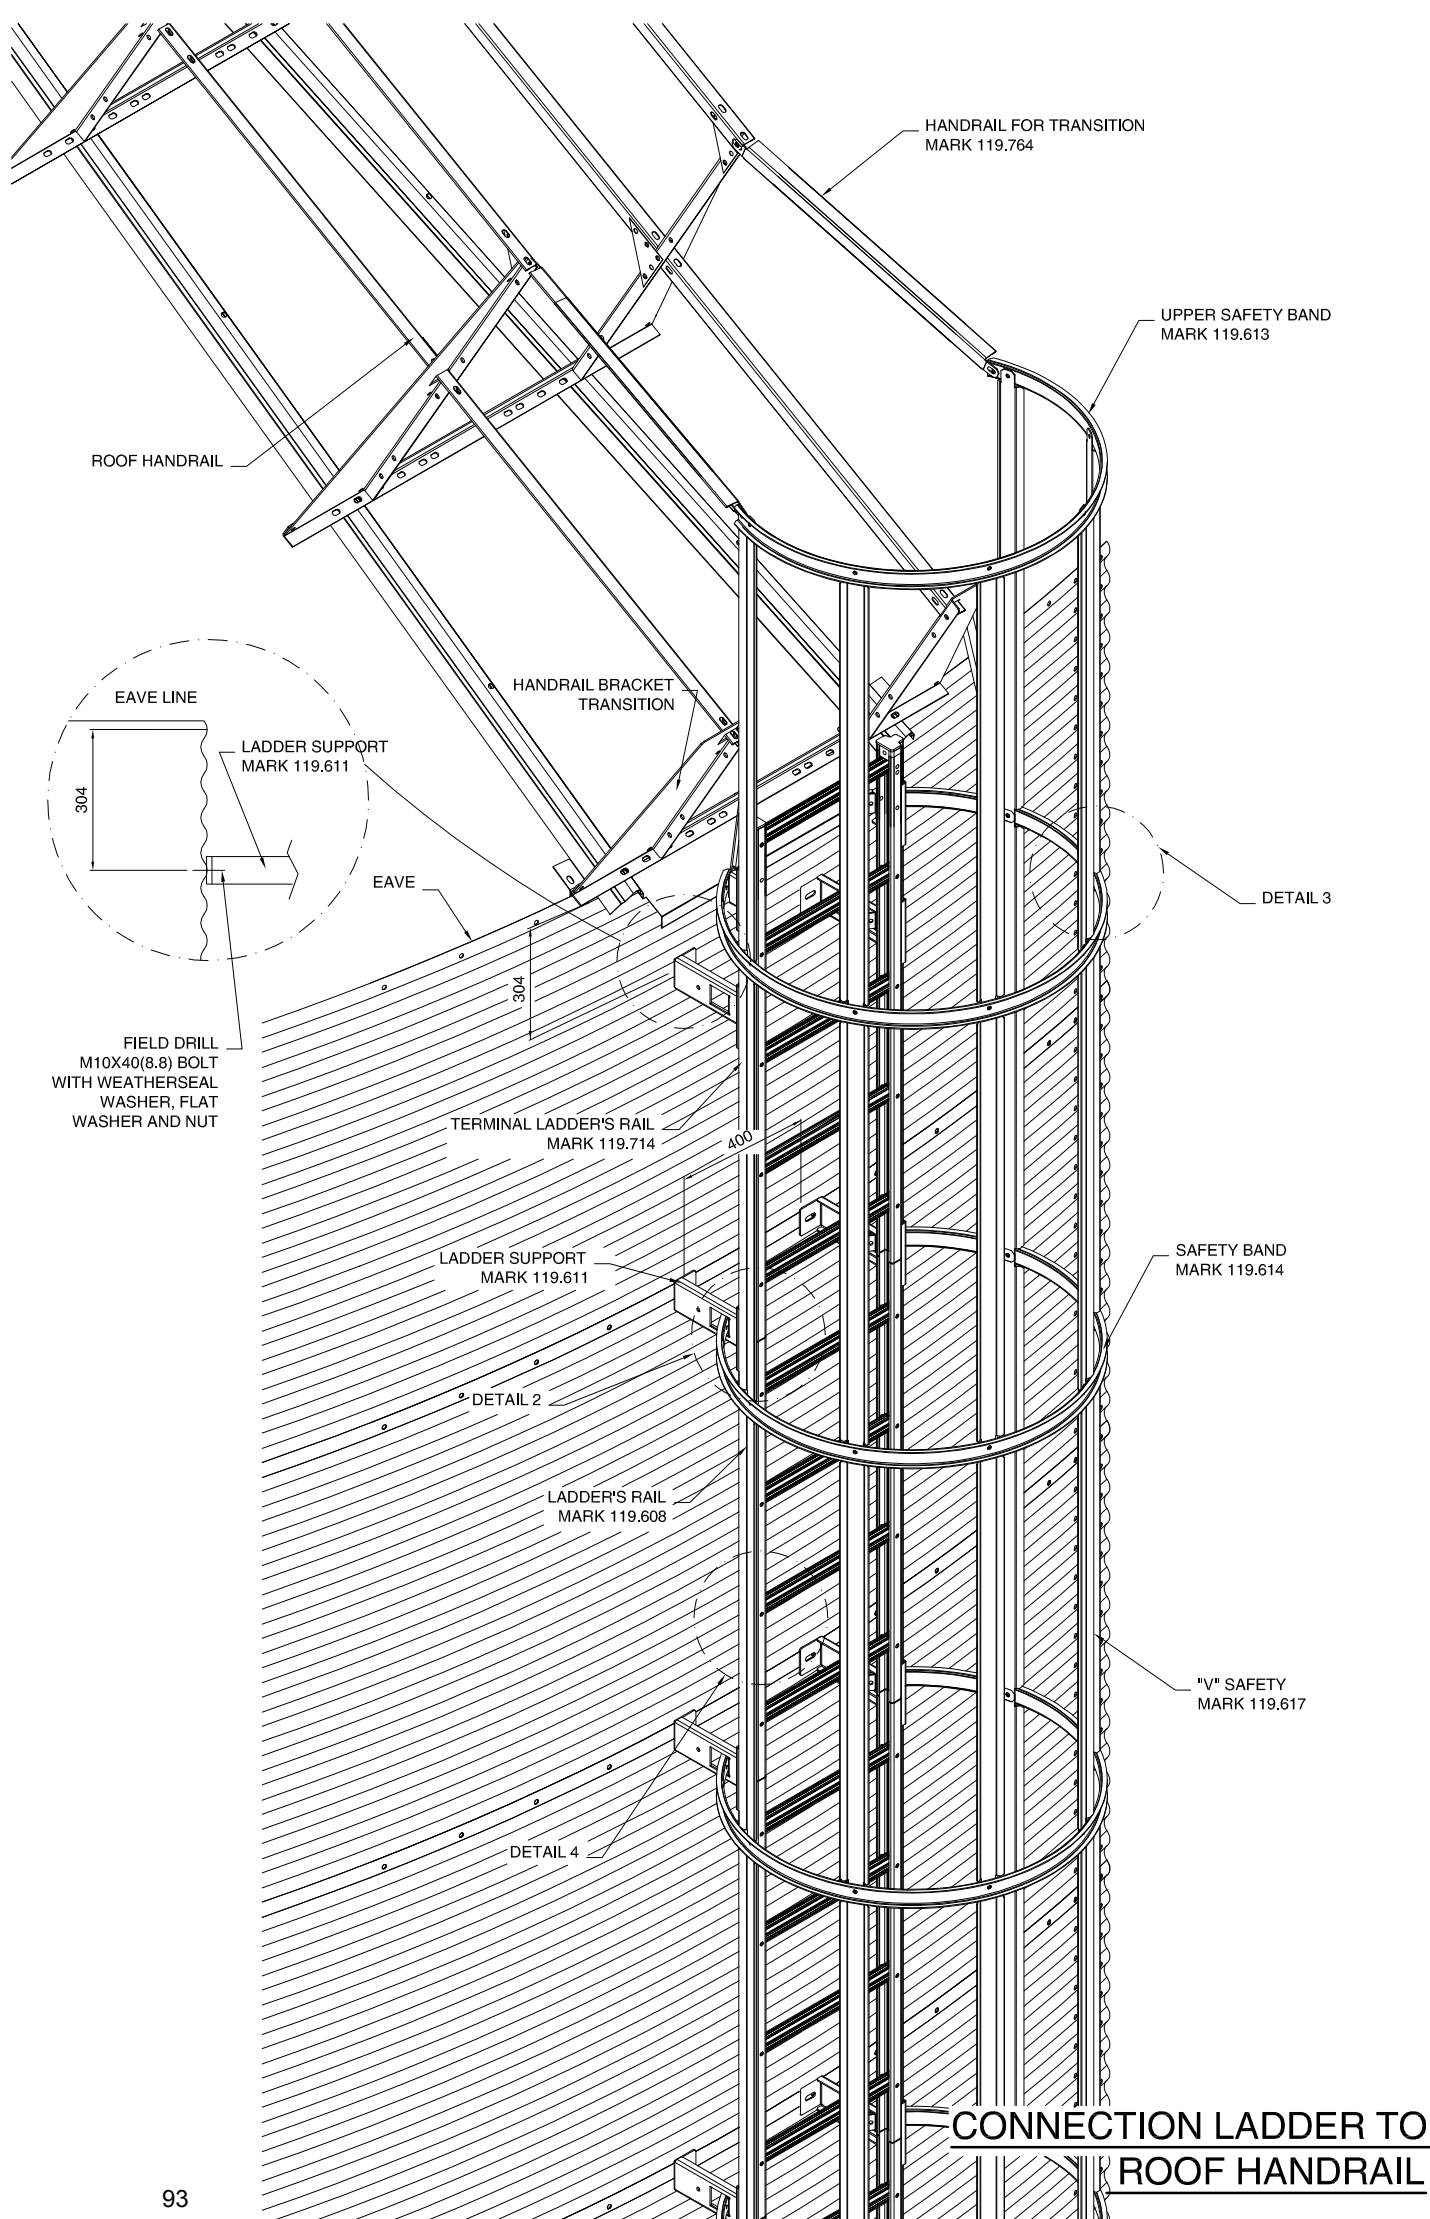 HANDRAIL FOR TRANSITION
MARK 119.764
UPPER SAFETY BAND
MARK 119.613
ROOF HANDRAIL
HANDRAIL BRACKET
TRANSITION
EAVE LINE
LADDER SUPPORT
MARK 119.611
304
EAVE
DETAIL 3
304
FIELD DRILL
M10X40(8.8) BOLT
WITH WEATHERSEAL
WASHER, FLAT
WASHER AND NUT
TERMINAL LADDER'S RAIL
MARK 119.714
400
LADDER SUPPORT
MARK 119.611
SAFETY BAND
MARK 119.614
DETAIL 2
LADDER'S RAIL
MARK 119.608
"V" SAFETY
MARK 119.617
DETAIL 4
CONNECTION LADDER TO
ROOF HANDRAIL
93